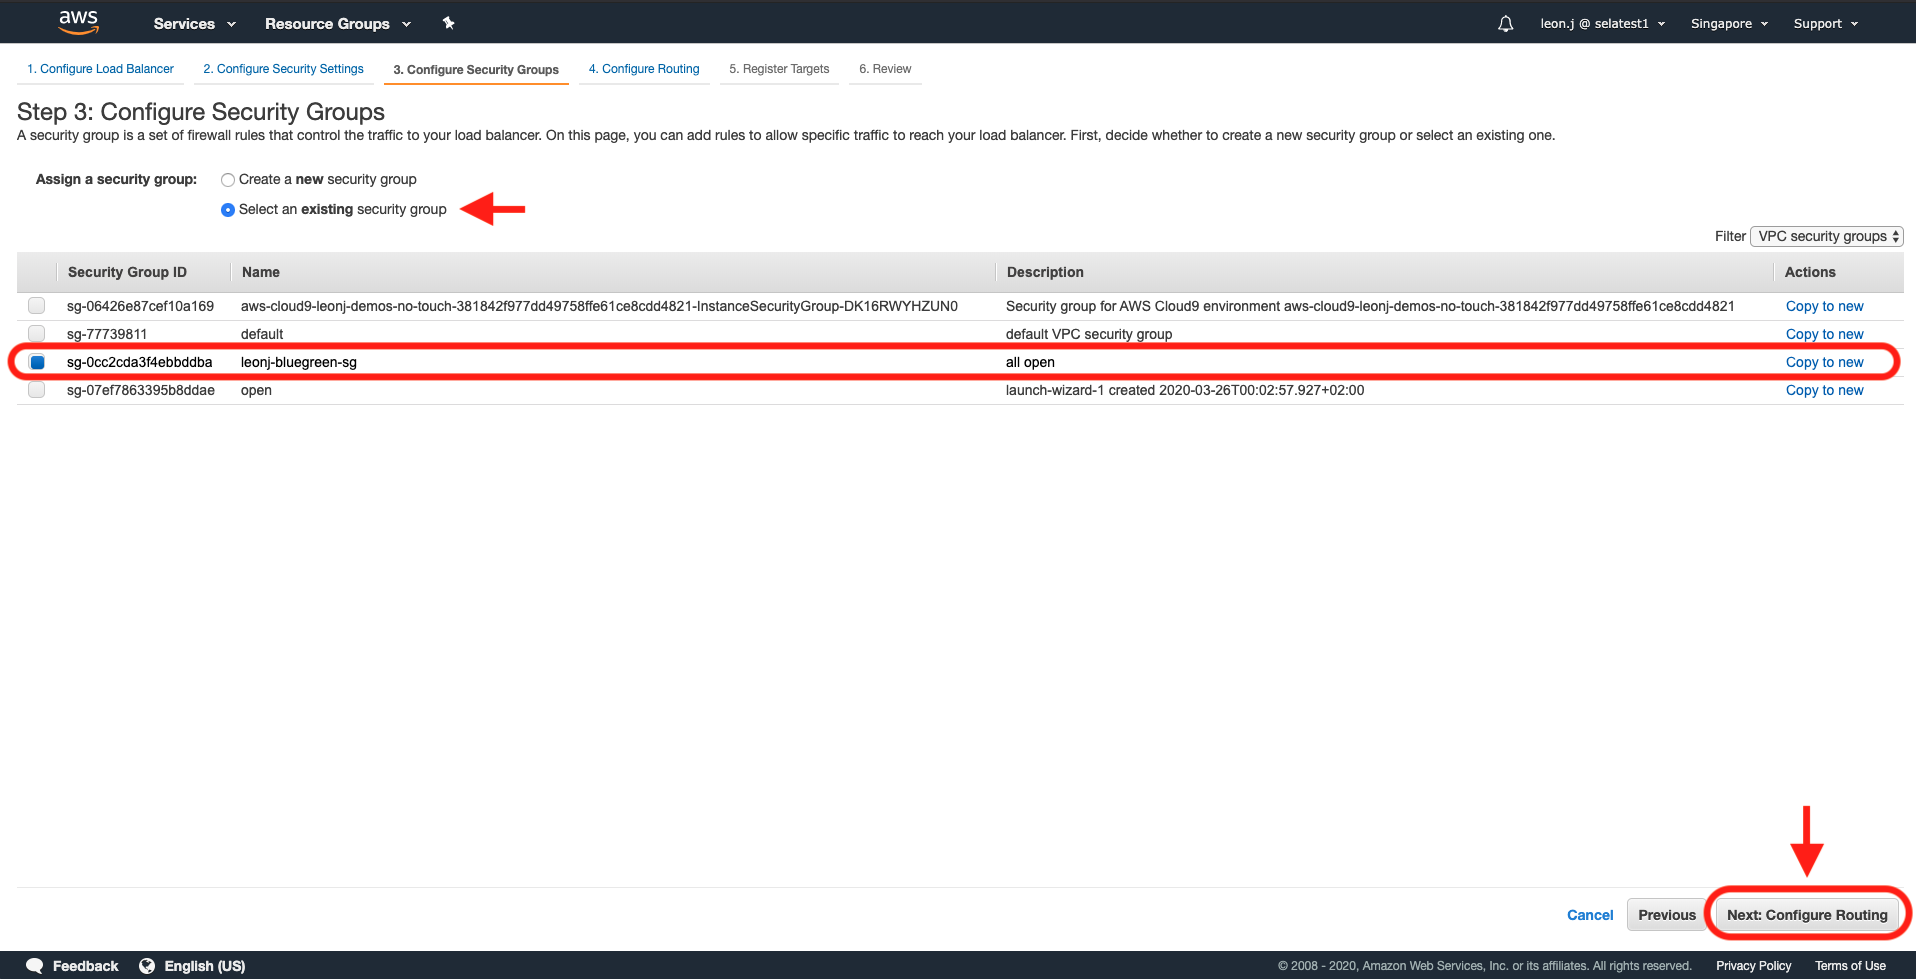 aws Services Resource Groups leon.j @ selatest1 Singapore Support
1. Configure Load Balancer 2. Configure Security Settings 3. Configure Security Groups 4. Configure Routing 5. Register Targets 6. Review
Step 3: Configure Security Groups
A security group is a set of firewall rules that control the traffic to your load balancer. On this page, you can add rules to allow specific traffic to reach your load balancer. First, decide whether to create a new security group or select an existing one.
Assign a security group: Create a new security group
Select an existing security group
Filter VPC security groups
Security Group ID Name Description Actions
sg-06426e87cef10a169 aws-cloud9-leonj-demos-no-touch-381842f977dd49758ffe61ce8cdd4821-InstanceSecurityGroup-DK16RWYHZUN0 Security group for AWS Cloud9 environment aws-cloud9-leonj-demos-no-touch-381842f977dd49758ffe61ce8cdd4821 Copy to new
sg-77739811 default default VPC security group Copy to new
sg-0cc2cda3f4ebbddba leonj-bluegreen-sg all open Copy to new
sg-07ef7863395b8ddae open launch-wizard-1 created 2020-03-26T00:02:57.927+02:00 Copy to new
Cancel Previous Next: Configure Routing
Feedback English (US) © 2008 - 2020, Amazon Web Services, Inc. or its affiliates. All rights reserved. Privacy Policy Terms of Use